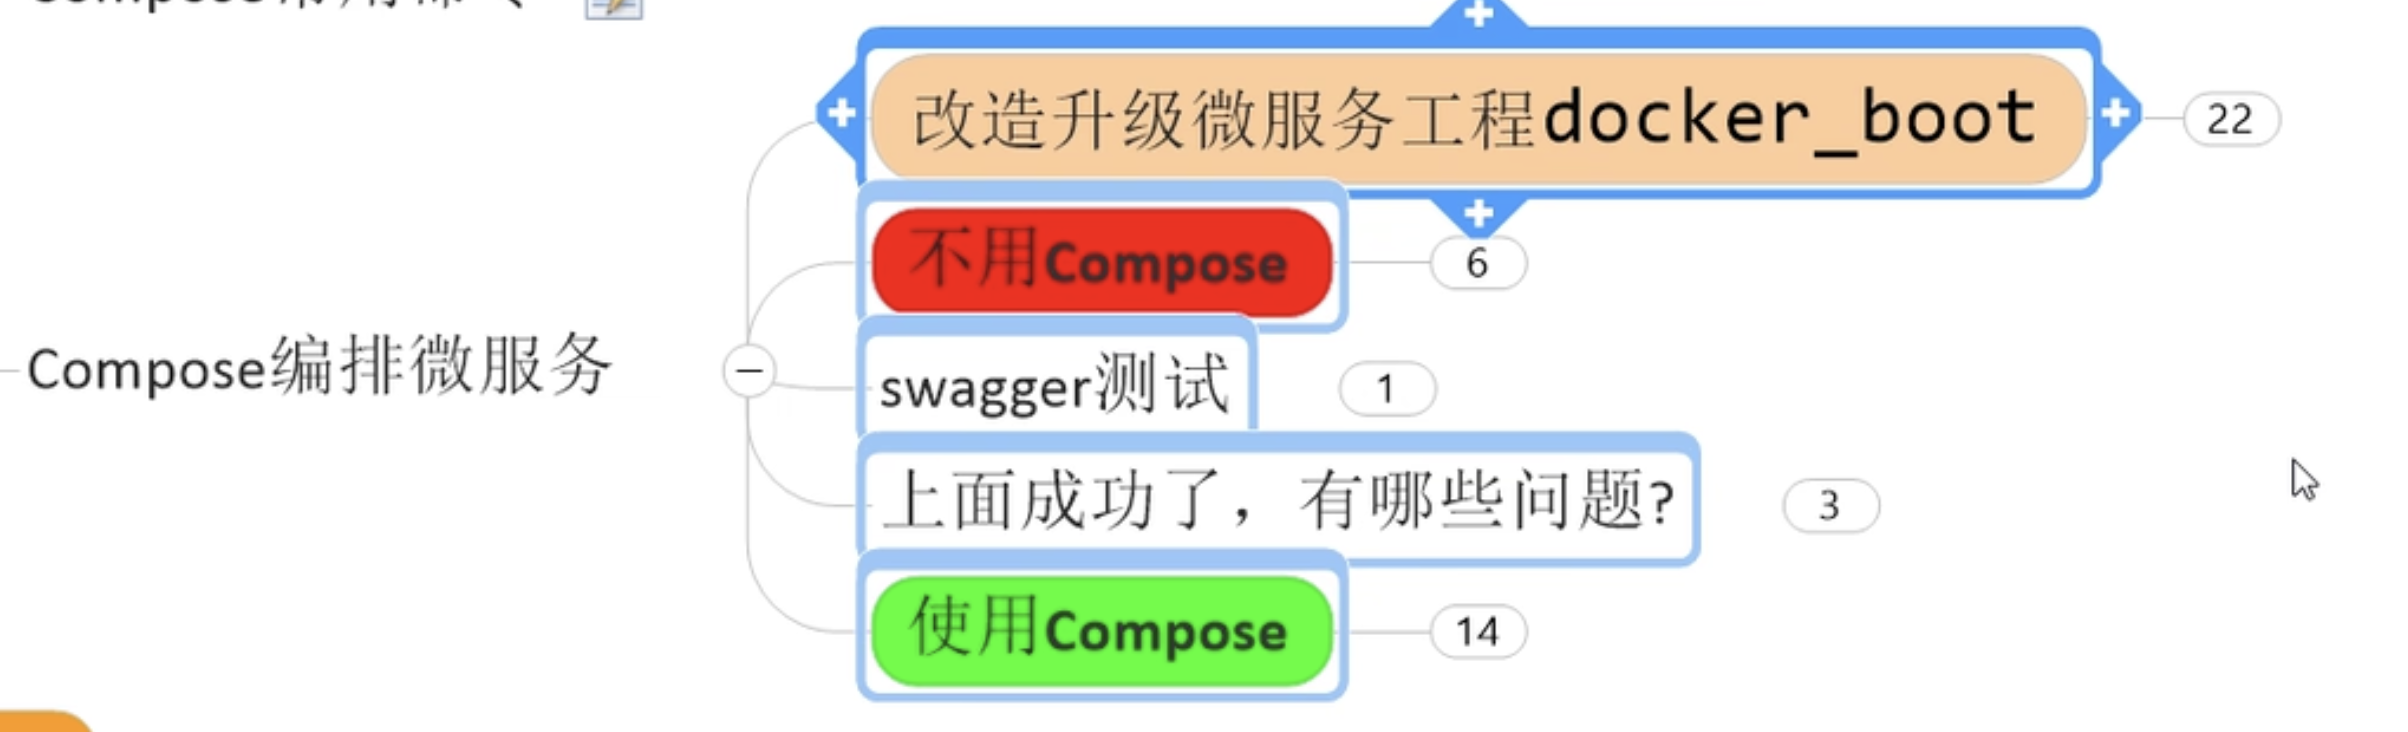 改造升级微服务工程docker_boot
22
不用Compose
6
Compose编排微服务
swagger测试
1
上面成功了，有哪些问题?
3
使用Compose
14